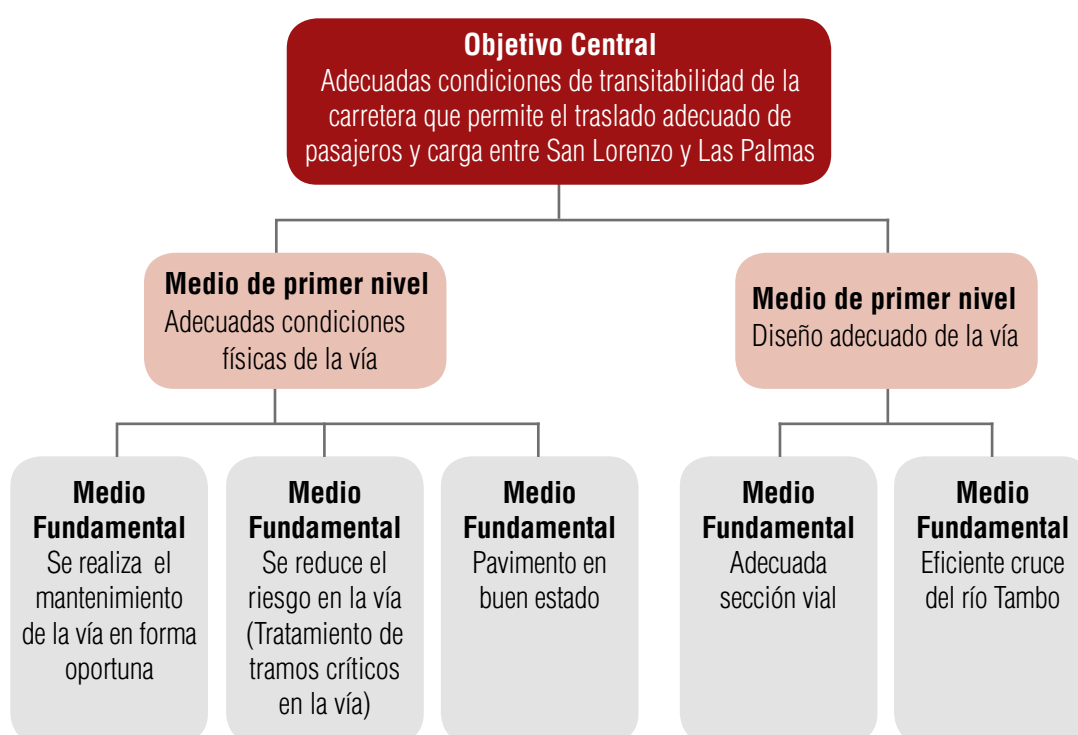 Objetivo Central
Adecuadas condiciones de transitabilidad de la
carretera que permite el traslado adecuado de
pasajeros y carga entre San Lorenzo y Las Palmas
Medio de primer nivel
Adecuadas condiciones
físicas de la vía
Medio de primer nivel
Diseño adecuado de la vía
Medio
Fundamental
Se realiza el
mantenimiento
de la vía en forma
oportuna
Medio
Fundamental
Se reduce el
riesgo en la vía
(Tratamiento de
tramos críticos
en la vía)
Medio
Fundamental
Pavimento en
buen estado
Medio
Fundamental
Adecuada
sección vial
Medio
Fundamental
Eficiente cruce
del río Tambo